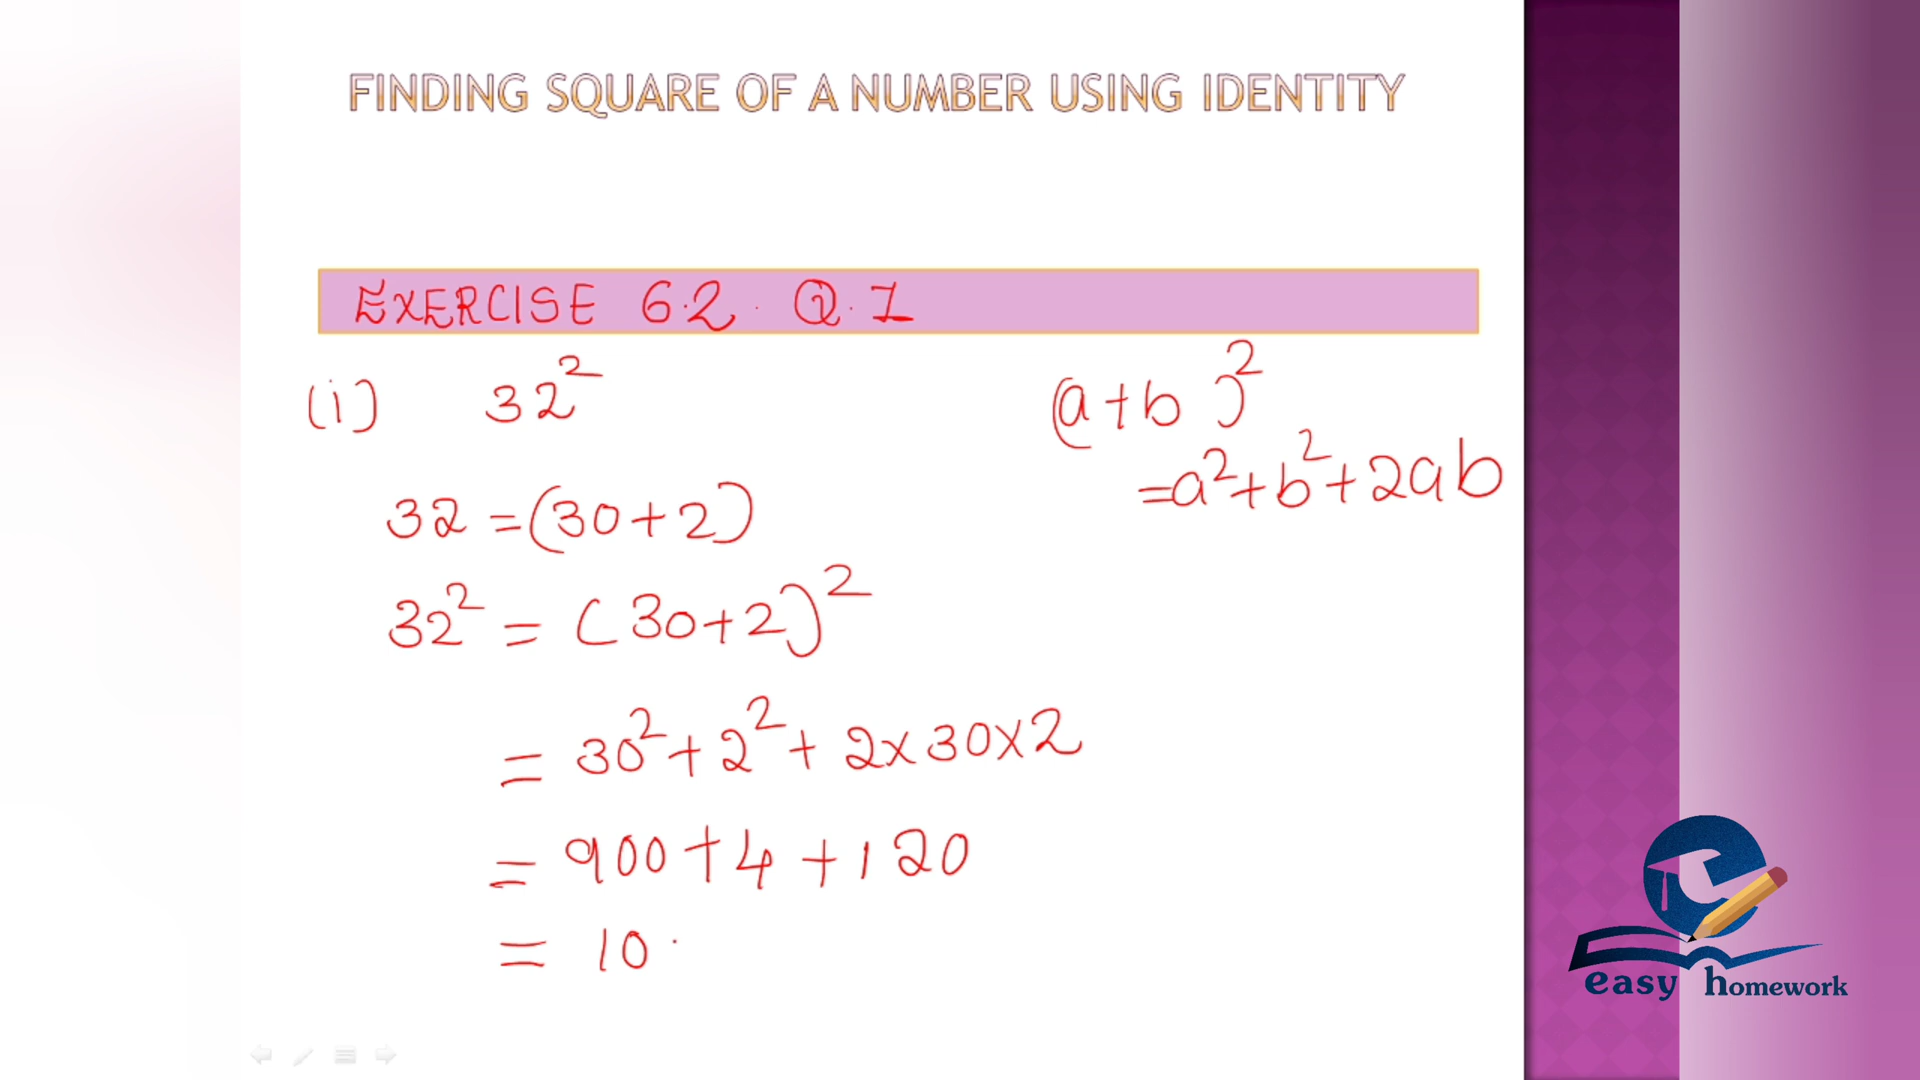 FINDING SQUARE OF A NUMBER USING IDENTITY
EXERCISE 6.2. Q.1
(i) 32²
(a+b)²
=a²+b²+2ab
32 =(30+2)
32² = (30+2)²
= 30²+2²+ 2x30x2
= 900+4+120
= 10
easy homework